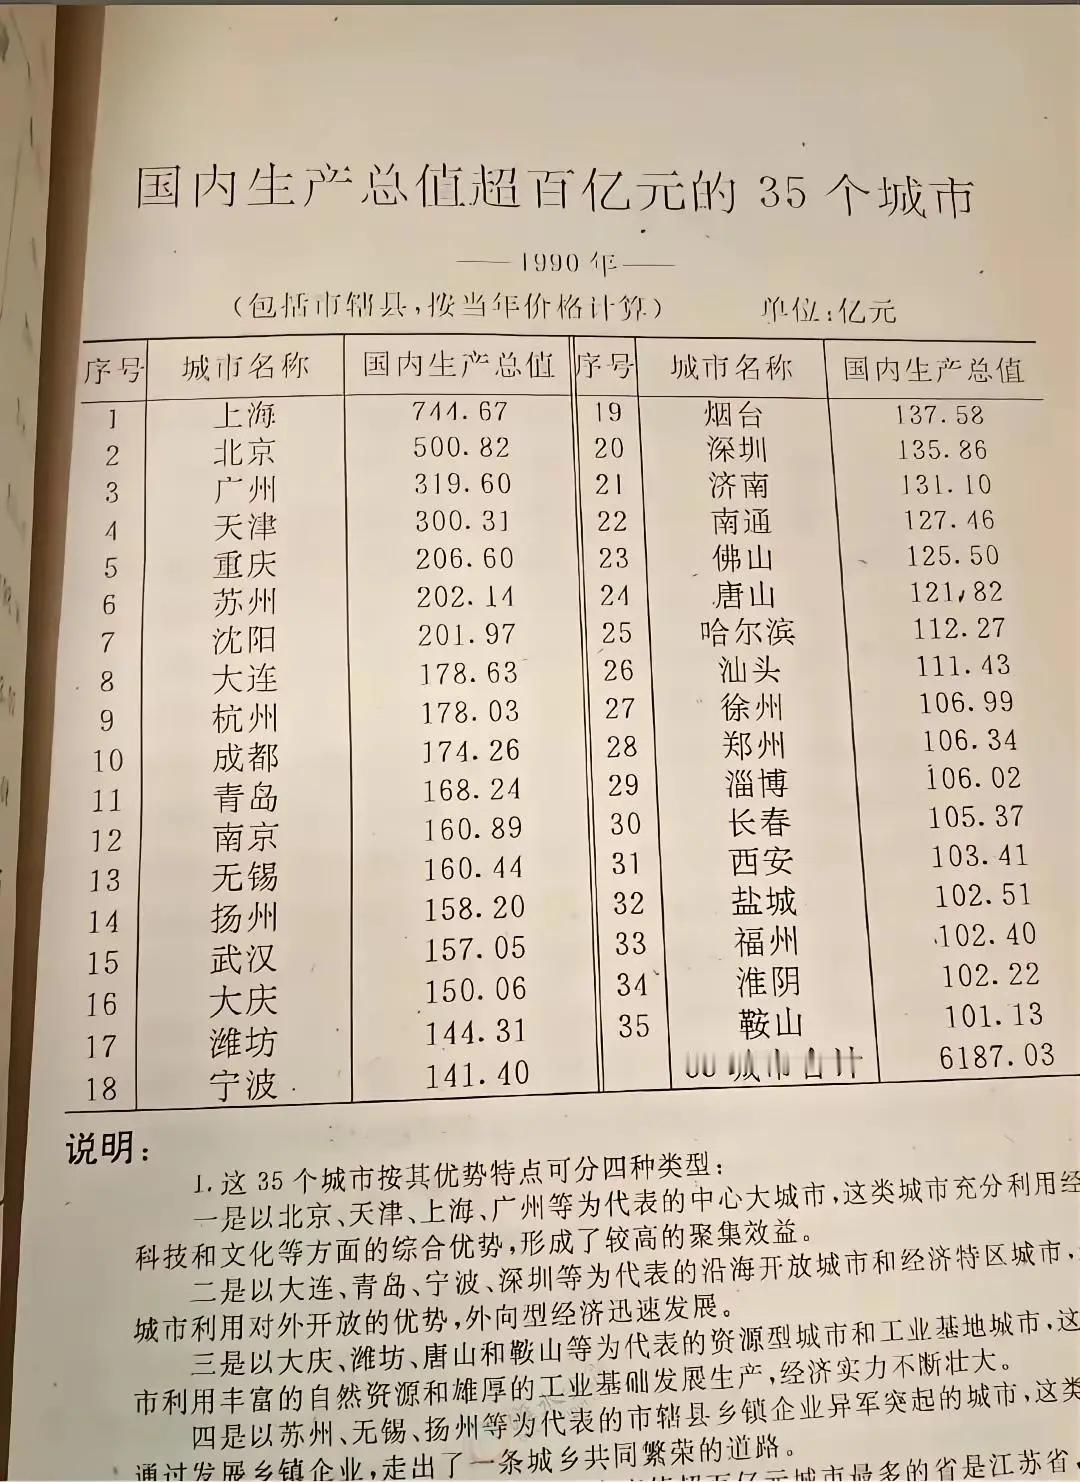 国内生产总值超百亿元的 35 个城市
——1990 年——
(包括市辖县,按当年价格计算) 单位:亿元
序号 城市名称 国内生产总值 序号 城市名称 国内生产总值
1 上海 744.67 19 烟台 137.58
2 北京 500.82 20 深圳 135.86
3 广州 319.60 21 济南 131.10
4 天津 300.31 22 南通 127.46
5 重庆 206.60 23 佛山 125.50
6 苏州 202.14 24 唐山 121,82
7 沈阳 201.97 25 哈尔滨 112.27
8 大连 178.63 26 汕头 111.43
9 杭州 178.03 27 徐州 106.99
10 成都 174.26 28 郑州 106.34
11 青岛 168.24 29 淄博 106.02
12 南京 160.89 30 长春 105.37
13 无锡 160.44 31 西安 103.41
14 扬州 158.20 32 盐城 102.51
15 武汉 157.05 33 福州 102.40
16 大庆 150.06 34 淮阴 102.22
17 潍坊 144.31 35 鞍山 101.13
18 宁波 141.40 城市合计 6187.03
说明:
1.这 35 个城市按其优势特点可分四种类型:
一是以北京、天津、上海、广州等为代表的中心大城市,这类城市充分利用经
科技和文化等方面的综合优势,形成了较高的聚集效益。
二是以大连、青岛、宁波、深圳等为代表的沿海开放城市和经济特区城市,
城市利用对外开放的优势,外向型经济迅速发展。
三是以大庆、潍坊、唐山和鞍山等为代表的资源型城市和工业基地城市,这
市利用丰富的自然资源和雄厚的工业基础发展生产,经济实力不断壮大。
四是以苏州、无锡、扬州等为代表的市辖县乡镇企业异军突起的城市,这类
通过发展乡镇企业,走出了一条城乡共同繁荣的道路。
值超百亿元城市最多的省是江苏省,